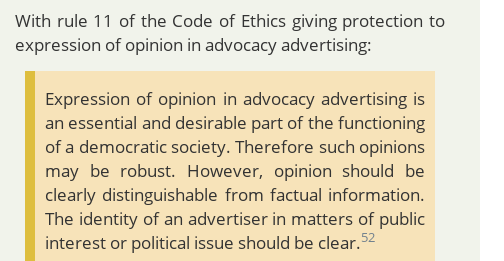 With rule 11 of the Code of Ethics giving protection to
expression of opinion in advocacy advertising:
Expression of opinion in advocacy advertising is
an essential and desirable part of the functioning
of a democratic society. Therefore such opinions
may be robust. However, opinion should be
clearly distinguishable from factual information.
The identity of an advertiser in matters of public
interest or political issue should be clear.52